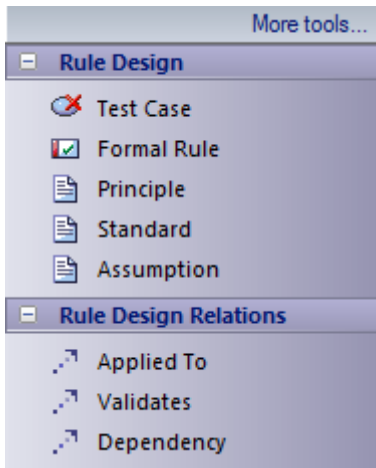 More tools...
Rule Design
Test Case
Formal Rule
Principle
Standard
Assumption
Rule Design Relations
Applied To
Validates
Dependency